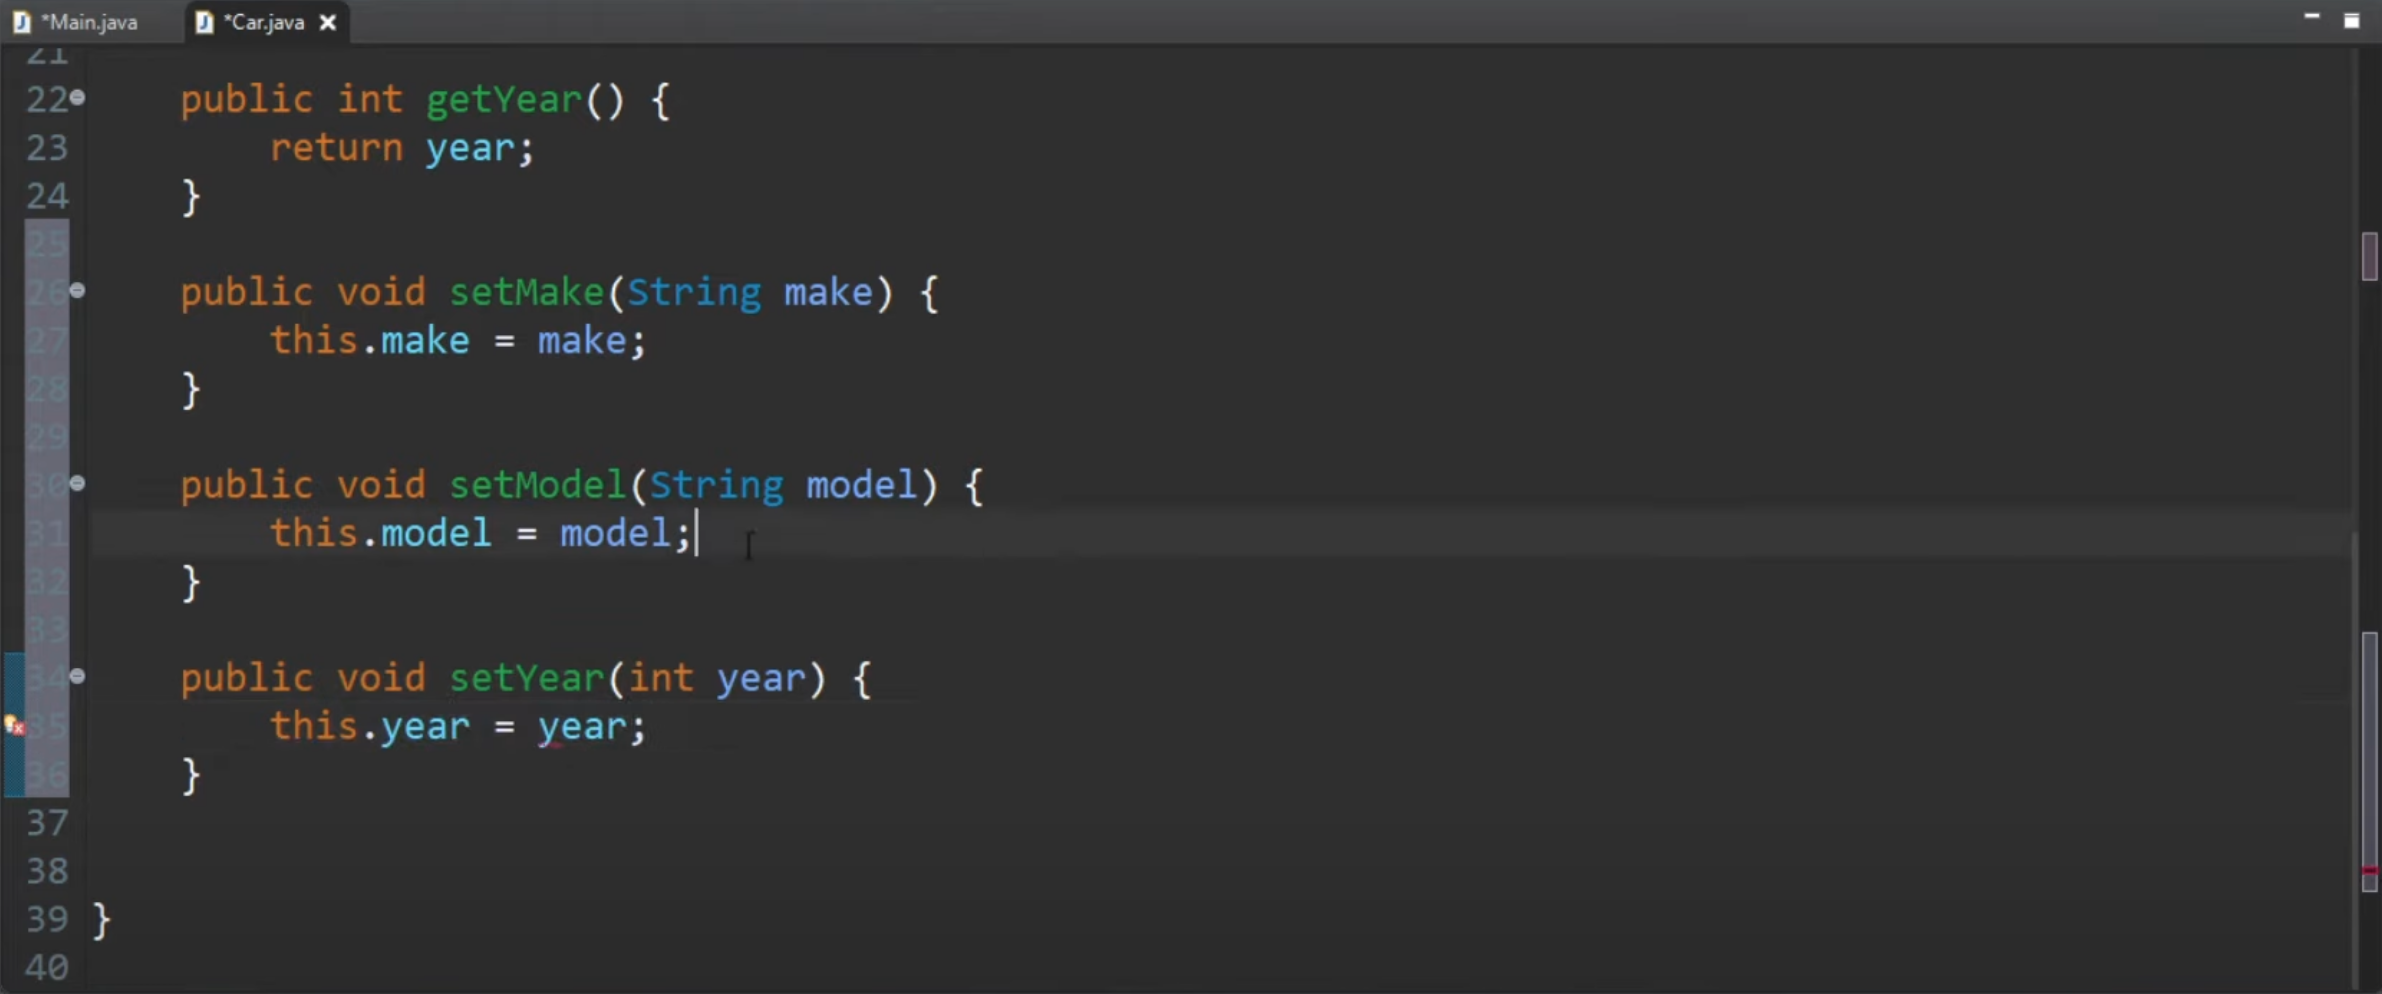 *Main.java
*Car.java
21
22 public int getYear() {
23 return year;
24 }
25
26 public void setMake(String make) {
27 this.make = make;
28 }
29
30 public void setModel(String model) {
31 this.model = model;
32 }
33
34 public void setYear(int year) {
35 this.year = year;
36 }
37
38
39 }
40